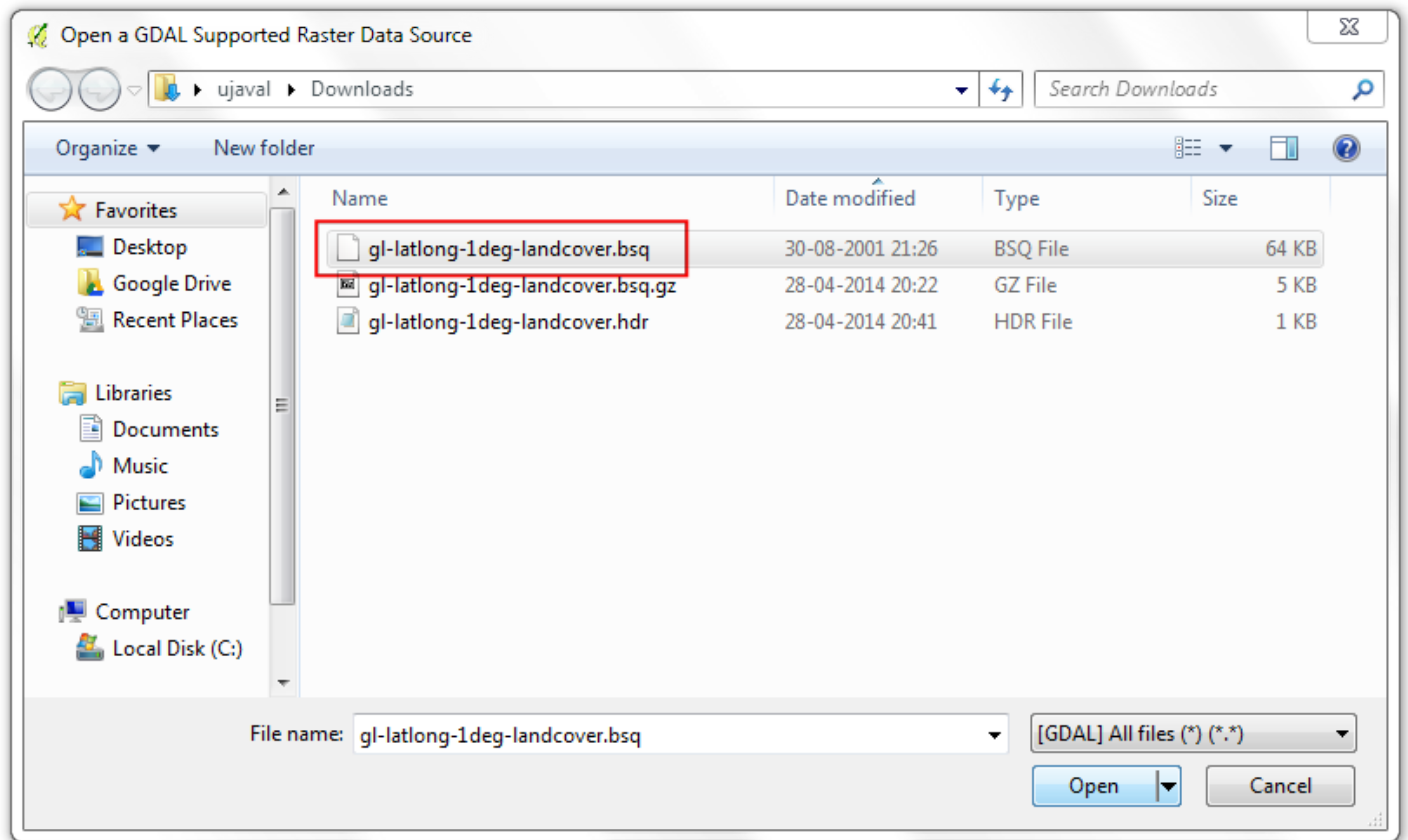 Open a GDAL Supported Raster Data Source
ujaval Downloads
Search Downloads
Organize New folder
Name Date modified Type Size
Favorites
Desktop
Google Drive
Recent Places
Libraries
Documents
Music
Pictures
Videos
Computer
Local Disk (C:)
gl-latlong-1deg-landcover.bsq 30-08-2001 21:26 BSQ File 64 KB
gl-latlong-1deg-landcover.bsq.gz 28-04-2014 20:22 GZ File 5 KB
gl-latlong-1deg-landcover.hdr 28-04-2014 20:41 HDR File 1 KB
File name: gl-latlong-1deg-landcover.bsq [GDAL] All files (*) (*.*)
Open Cancel